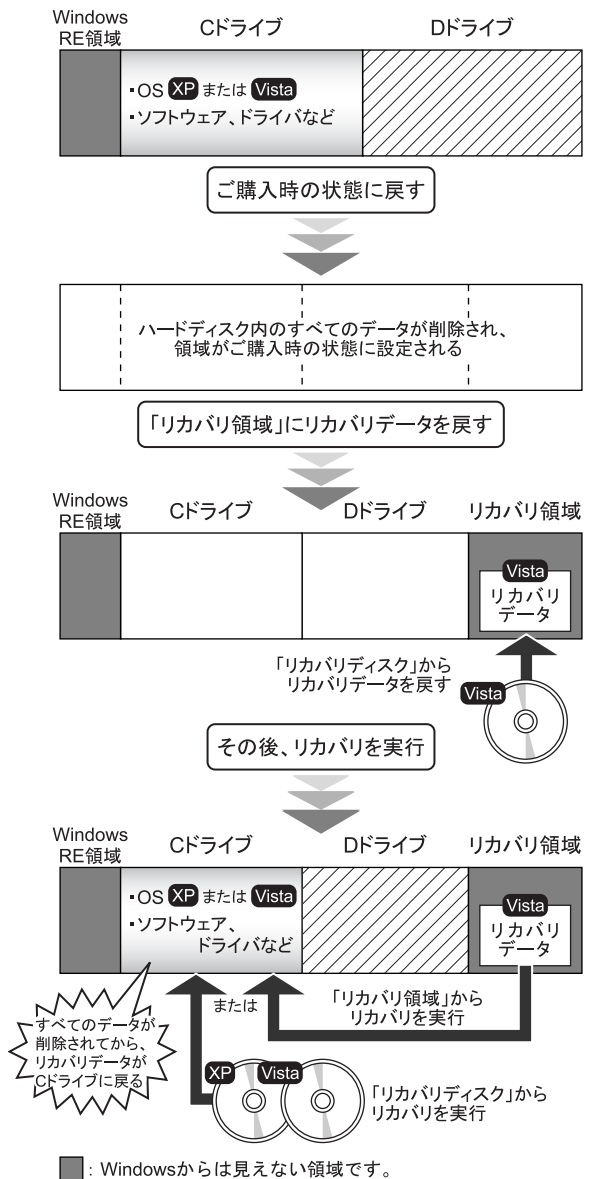 Windows
RE領域
Cドライブ
Dドライブ
・OS XP または Vista
・ソフトウェア、ドライバなど
ご購入時の状態に戻す
ハードディスク内のすべてのデータが削除され、
領域がご購入時の状態に設定される
「リカバリ領域」にリカバリデータを戻す
Windows
RE領域
Cドライブ
Dドライブ
リカバリ領域
Vista
リカバリ
データ
「リカバリディスク」から
リカバリデータを戻す
Vista
その後、リカバリを実行
Windows
RE領域
Cドライブ
Dドライブ
リカバリ領域
・OS XP または Vista
・ソフトウェア、
ドライバなど
Vista
リカバリ
データ
すべてのデータが
削除されてから、
リカバリデータが
Cドライブに戻る
または
「リカバリ領域」から
リカバリを実行
XP
Vista
「リカバリディスク」から
リカバリを実行
: Windowsからは見えない領域です。